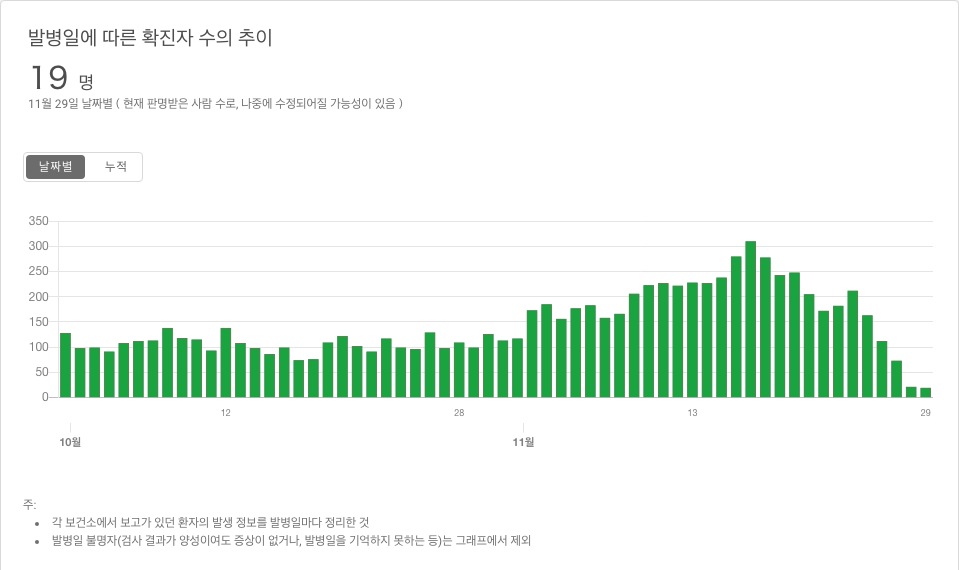 발병일에 따른 확진자 수의 추이
19 명
11월 29일 날짜별 ( 현재 판명받은 사람 수로, 나중에 수정되어질 가능성이 있음 )
날짜별 누적
350
300
250
200
150
100
50
0
12 28 13 29
10월 11월
주:
• 각 보건소에서 보고가 있던 환자의 발생 정보를 발병일마다 정리한 것
• 발병일 불명자(검사 결과가 양성이여도 증상이 없거나, 발병일을 기억하지 못하는 등)는 그래프에서 제외